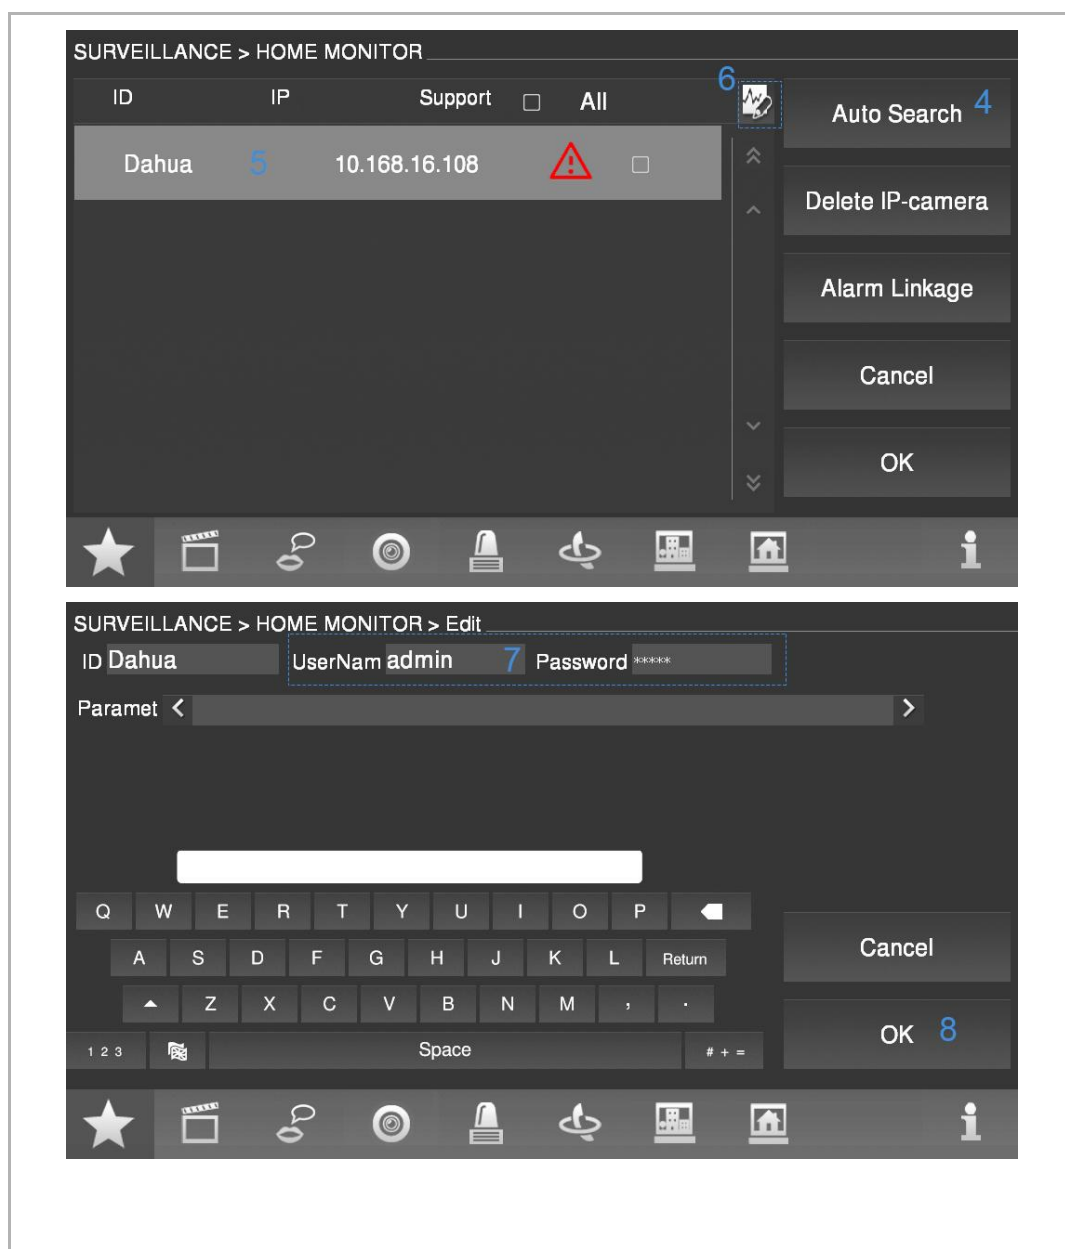 SURVEILLANCE > HOME MONITOR
ID IP Support All 6
Auto Search 4
Dahua 5 10.168.16.108
Delete IP-camera
Alarm Linkage
Cancel
OK
SURVEILLANCE > HOME MONITOR > Edit
ID Dahua UserNam admin 7 Password *****
Paramet < >
Q W E R T Y U I O P
A S D F G H J K L Return
Z X C V B N M , .
1 2 3 Space # + =
Cancel
OK 8